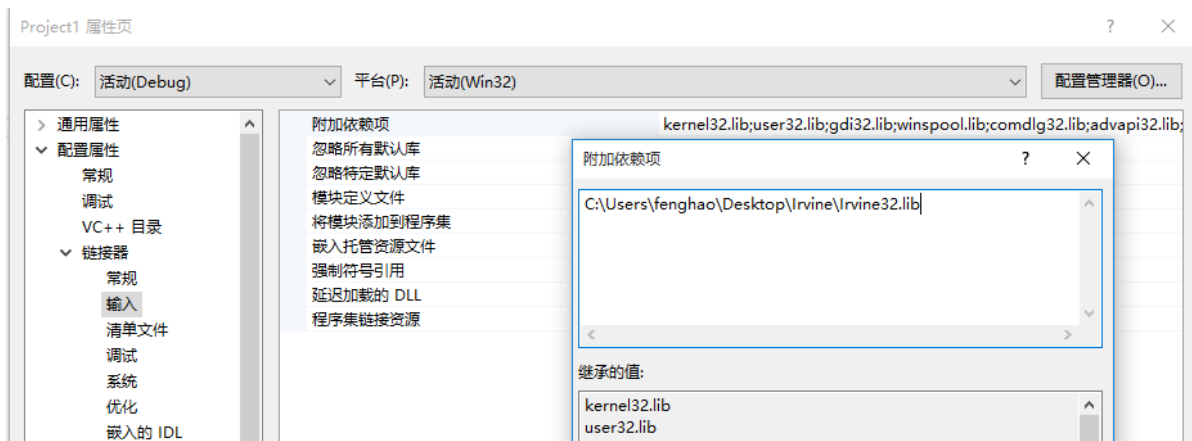 Project1 属性页
配置(C): 活动(Debug) 平台(P): 活动(Win32) 配置管理器(O)...
通用属性
配置属性
常规
调试
VC++ 目录
链接器
常规
输入
清单文件
调试
系统
优化
嵌入的 IDL
附加依赖项 kernel32.lib;user32.lib;gdi32.lib;winspool.lib;comdlg32.lib;advapi32.lib;
忽略所有默认库
忽略特定默认库
模块定义文件
将模块添加到程序集
嵌入托管资源文件
强制符号引用
延迟加载的 DLL
程序集链接资源
附加依赖项
C:\Users\fenghao\Desktop\Irvine\Irvine32.lib
继承的值:
kernel32.lib
user32.lib